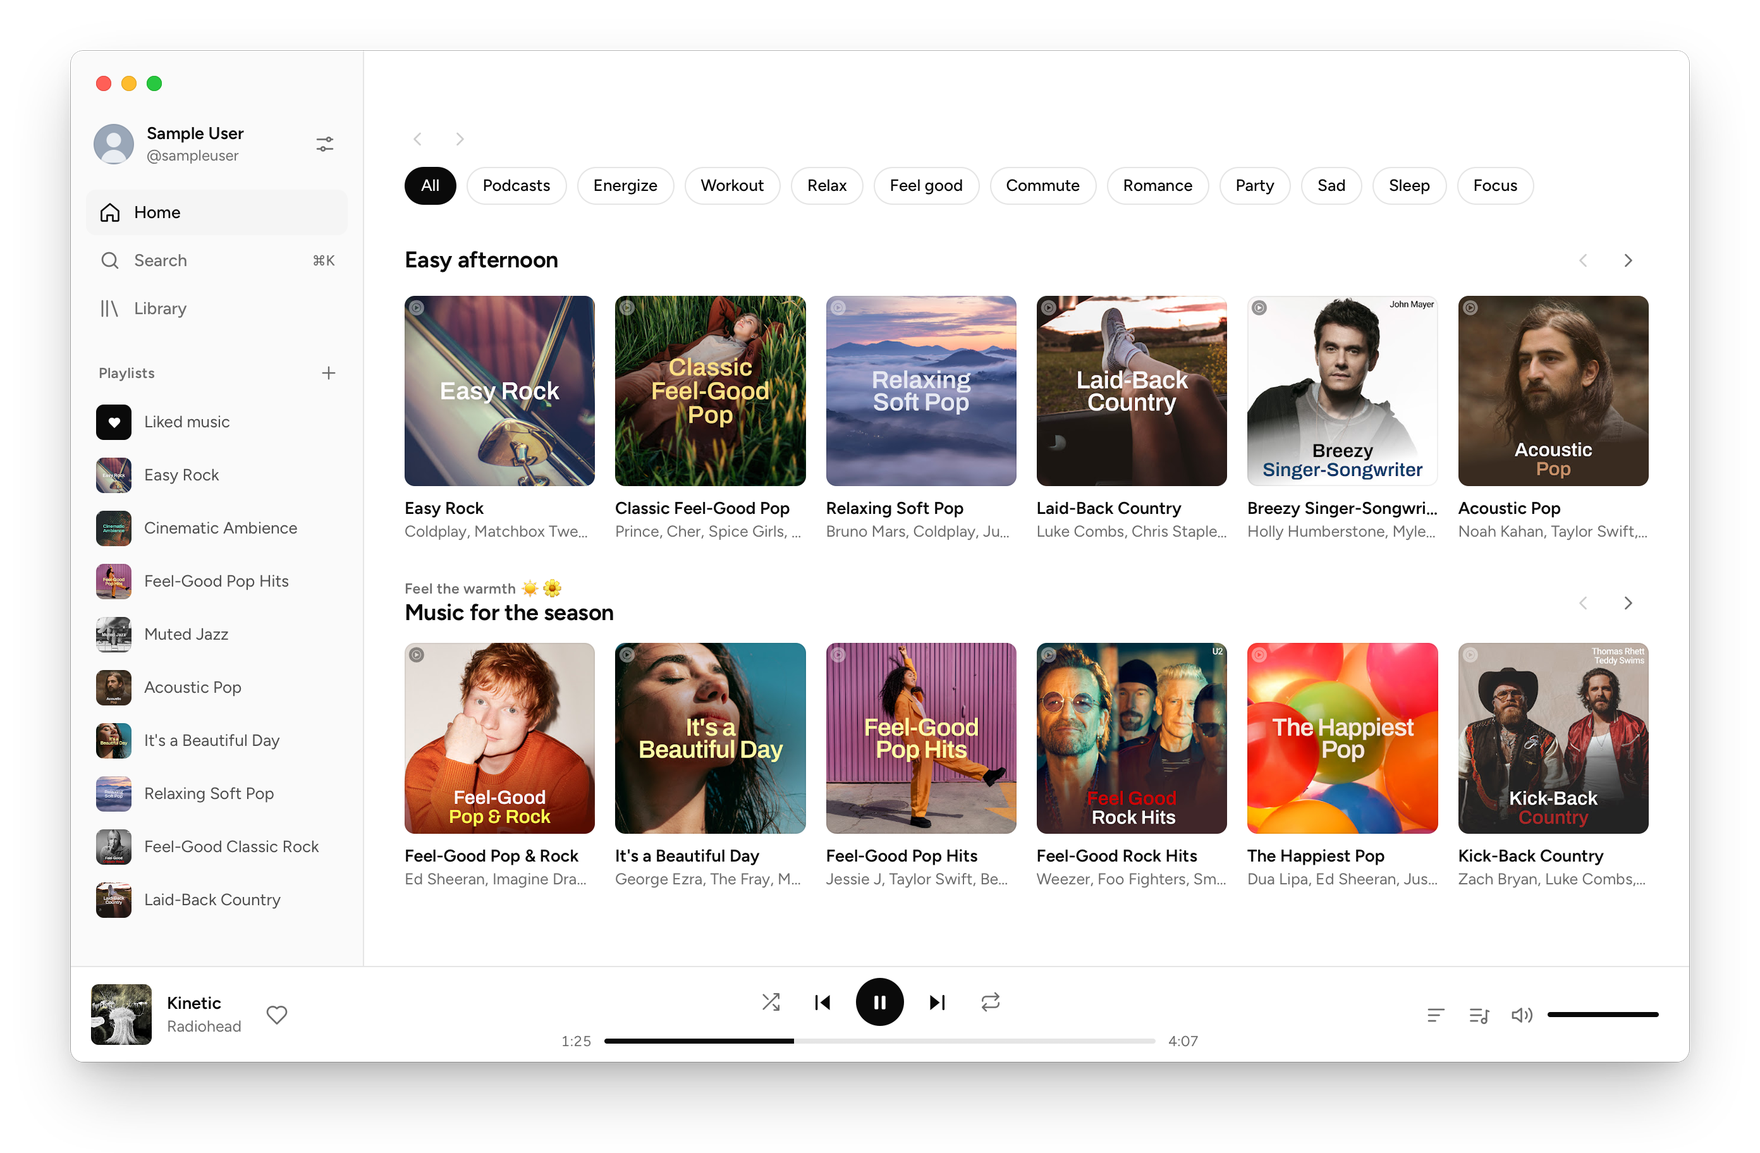 Sample User
@sampleuser
Home
Search
⌘K
Library
Playlists
Liked music
Easy Rock
Cinematic Ambience
Feel-Good Pop Hits
Muted Jazz
Acoustic Pop
It's a Beautiful Day
Relaxing Soft Pop
Feel-Good Classic Rock
Laid-Back Country
All
Podcasts
Energize
Workout
Relax
Feel good
Commute
Romance
Party
Sad
Sleep
Focus
Easy afternoon
Easy Rock
Classic
Feel-Good
Pop
Relaxing
Soft Pop
Laid-Back
Country
John Mayer
Breezy
Singer-Songwriter
Acoustic
Pop
Easy Rock
Coldplay, Matchbox Twe...
Classic Feel-Good Pop
Prince, Cher, Spice Girls, ...
Relaxing Soft Pop
Bruno Mars, Coldplay, Ju...
Laid-Back Country
Luke Combs, Chris Staple...
Breezy Singer-Songwri...
Holly Humberstone, Myle...
Acoustic Pop
Noah Kahan, Taylor Swift,...
Feel the warmth ☀️ 🌼
Music for the season
Feel-Good
Pop & Rock
It's a
Beautiful Day
Feel-Good
Pop Hits
U2
Feel Good
Rock Hits
The Happiest
Pop
Thomas Rhett
Teddy Swims
Kick-Back
Country
Feel-Good Pop & Rock
Ed Sheeran, Imagine Dra...
It's a Beautiful Day
George Ezra, The Fray, M...
Feel-Good Pop Hits
Jessie J, Taylor Swift, Be...
Feel-Good Rock Hits
Weezer, Foo Fighters, Sm...
The Happiest Pop
Dua Lipa, Ed Sheeran, Jus...
Kick-Back Country
Zach Bryan, Luke Combs,...
Kinetic
Radiohead
1:25
4:07